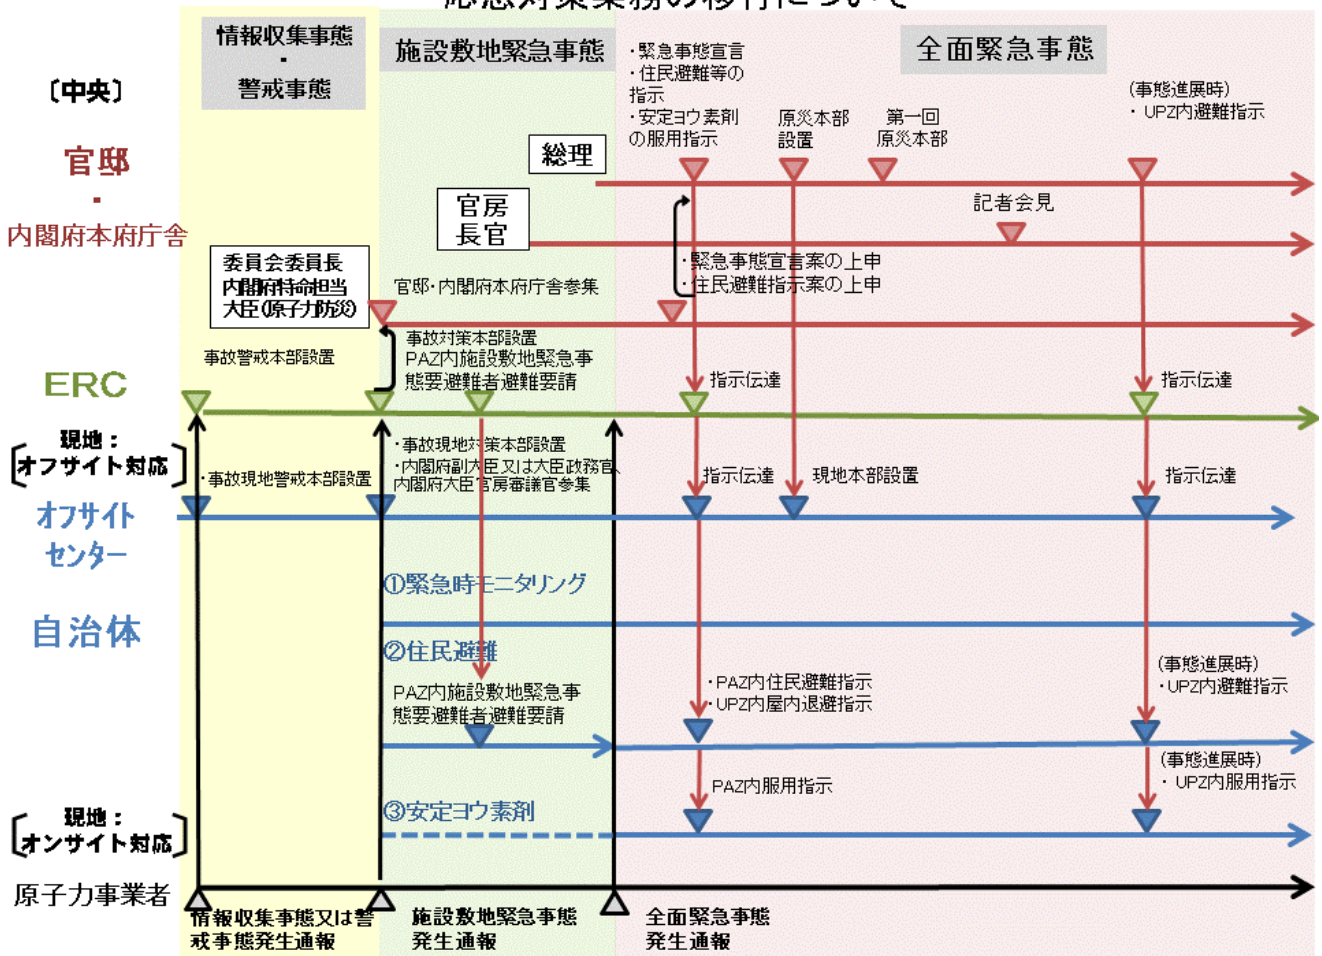 応急対策業務の移行について
情報収集事態
・
警戒事態
施設敷地緊急事態
全面緊急事態
〔中央〕
・緊急事態宣言
・住民避難等の
指示
・安定ヨウ素剤
の服用指示
原災本部
設置
第一回
原災本部
(事態進展時)
・ UPZ内避難指示
官邸
・
内閣府本府庁舎
総理
官房
長官
記者会見
委員会委員長
内閣府特命担当
大臣(原子力防災)
官邸・内閣府本府庁舎参集
・緊急事態宣言案の上申
・住民避難指示案の上申
事故警戒本部設置
事故対策本部設置
PAZ内施設敷地緊急事
態要避難者避難要請
指示伝達
指示伝達
ERC
現地：
オフサイト対応
・事故現地警戒本部設置
・事故現地対策本部設置
・内閣府副大臣又は大臣政務官、
内閣府大臣官房審議官参集
指示伝達
現地本部設置
指示伝達
オフサイト
センター
①緊急時モニタリング
自治体
②住民避難
PAZ内施設敷地緊急事
態要避難者避難要請
・PAZ内住民避難指示
・UPZ内屋内退避指示
(事態進展時)
・UPZ内避難指示
PAZ内服用指示
(事態進展時)
・ UPZ内服用指示
③安定ヨウ素剤
現地：
オンサイト対応
原子力事業者
情報収集事態又は警
戒事態発生通報
施設敷地緊急事態
発生通報
全面緊急事態
発生通報